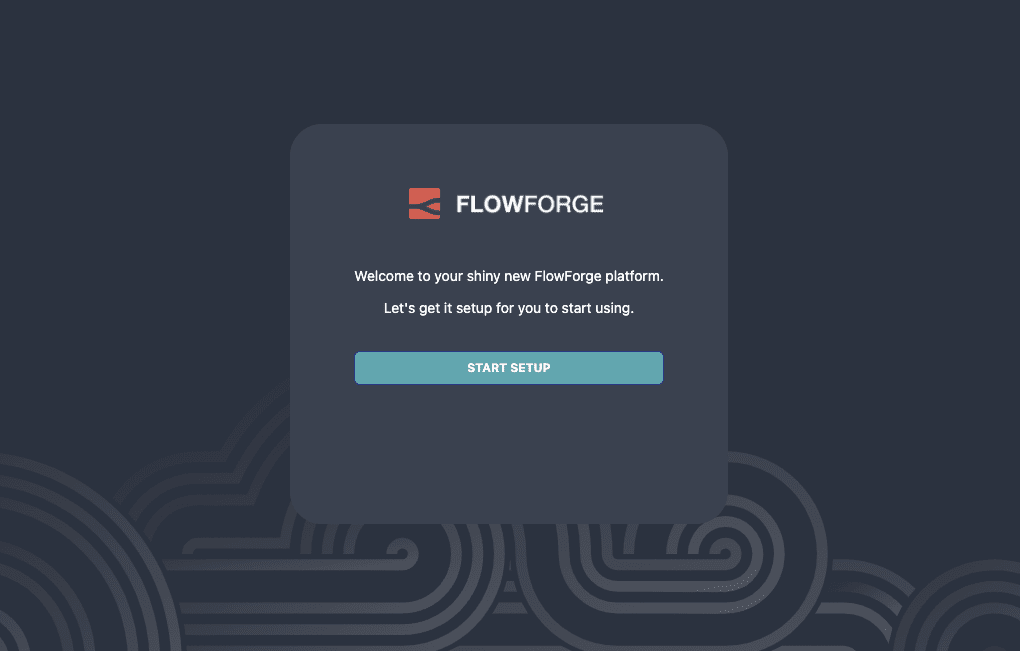 FLOWFORGE
Welcome to your shiny new FlowForge platform.
Let's get it setup for you to start using.
START SETUP